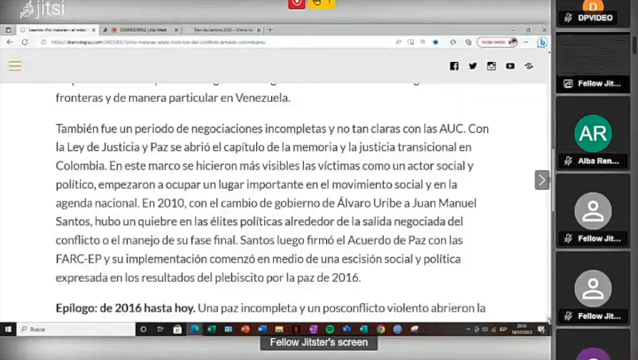 jitsi
DPVIDEO
Fellow Jitst...
fronteras y de manera particular en Venezuela.
También fue un periodo de negociaciones incompletas y no tan claras con las AUC. Con
la Ley de Justicia y Paz se abrió el capítulo de la memoria y la justicia transicional en
Colombia. En este marco se hicieron más visibles las víctimas como un actor social y
político, empezaron a ocupar un lugar importante en el movimiento social y en la
agenda nacional. En 2010, con el cambio de gobierno de Álvaro Uribe a Juan Manuel
Santos, hubo un quiebre en las élites políticas alrededor de la salida negociada del
conflicto o el manejo de su fase final. Santos luego firmó el Acuerdo de Paz con las
FARC-EP y su implementación comenzó en medio de una escisión social y política
expresada en los resultados del plebiscito por la paz de 2016.
Epílogo: de 2016 hasta hoy. Una paz incompleta y un posconflicto violento abrieron la
AR
Alba Ren...
Fellow Jit...
Fellow Jit...
Buscar
Fellow Jitster's screen